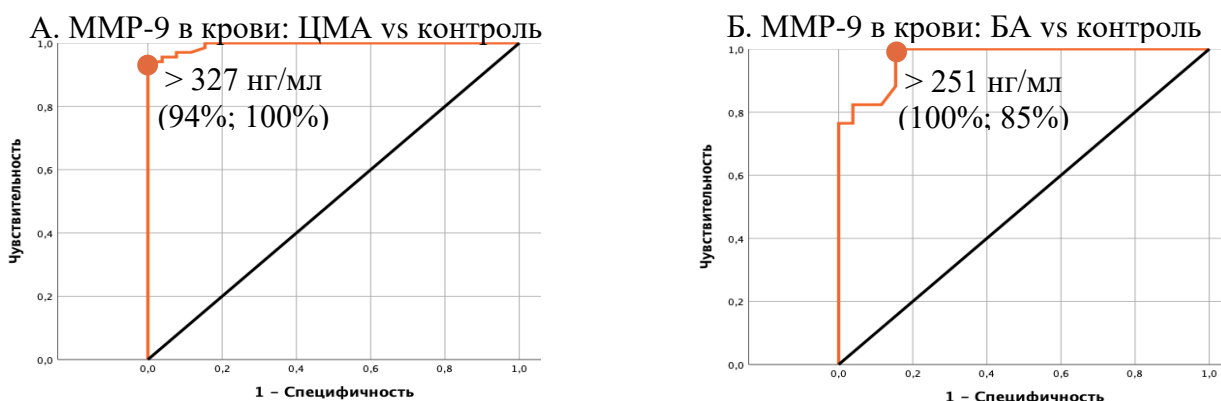 А. ММР-9 в крови: ЦМА vs контроль
1,0
> 327 нг/мл
(94%; 100%)
0,8
0,6
0,4
0,2
0,0
Чувствительность
0,0 0,2 0,4 0,6 0,8 1,0
1 – Специфичность
Б. ММР-9 в крови: БА vs контроль
1,0
> 251 нг/мл
(100%; 85%)
0,8
0,6
0,4
0,2
0,0
Чувствительность
0,0 0,2 0,4 0,6 0,8 1,0
1 – Специфичность